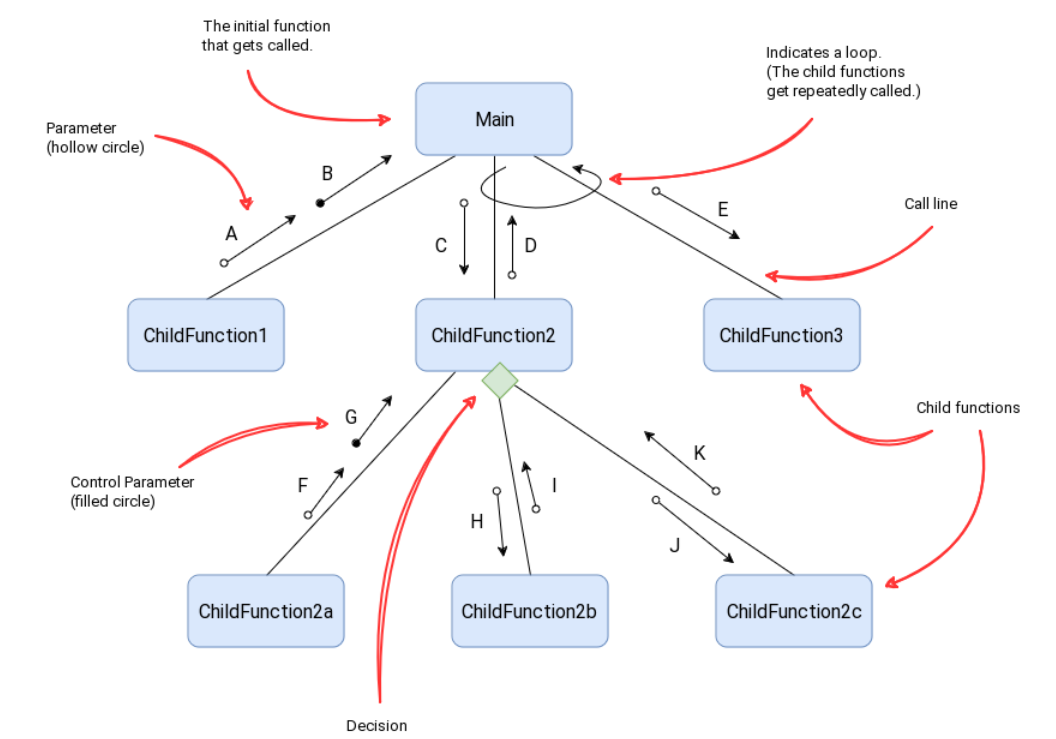 The initial function
that gets called.
Indicates a loop.
(The child functions
get repeatedly called.)
Main
Parameter
(hollow circle)
B
A
E
Call line
C
D
ChildFunction1
ChildFunction2
ChildFunction3
Child functions
G
K
Control Parameter
(filled circle)
F
I
H
J
ChildFunction2a
ChildFunction2b
ChildFunction2c
Decision